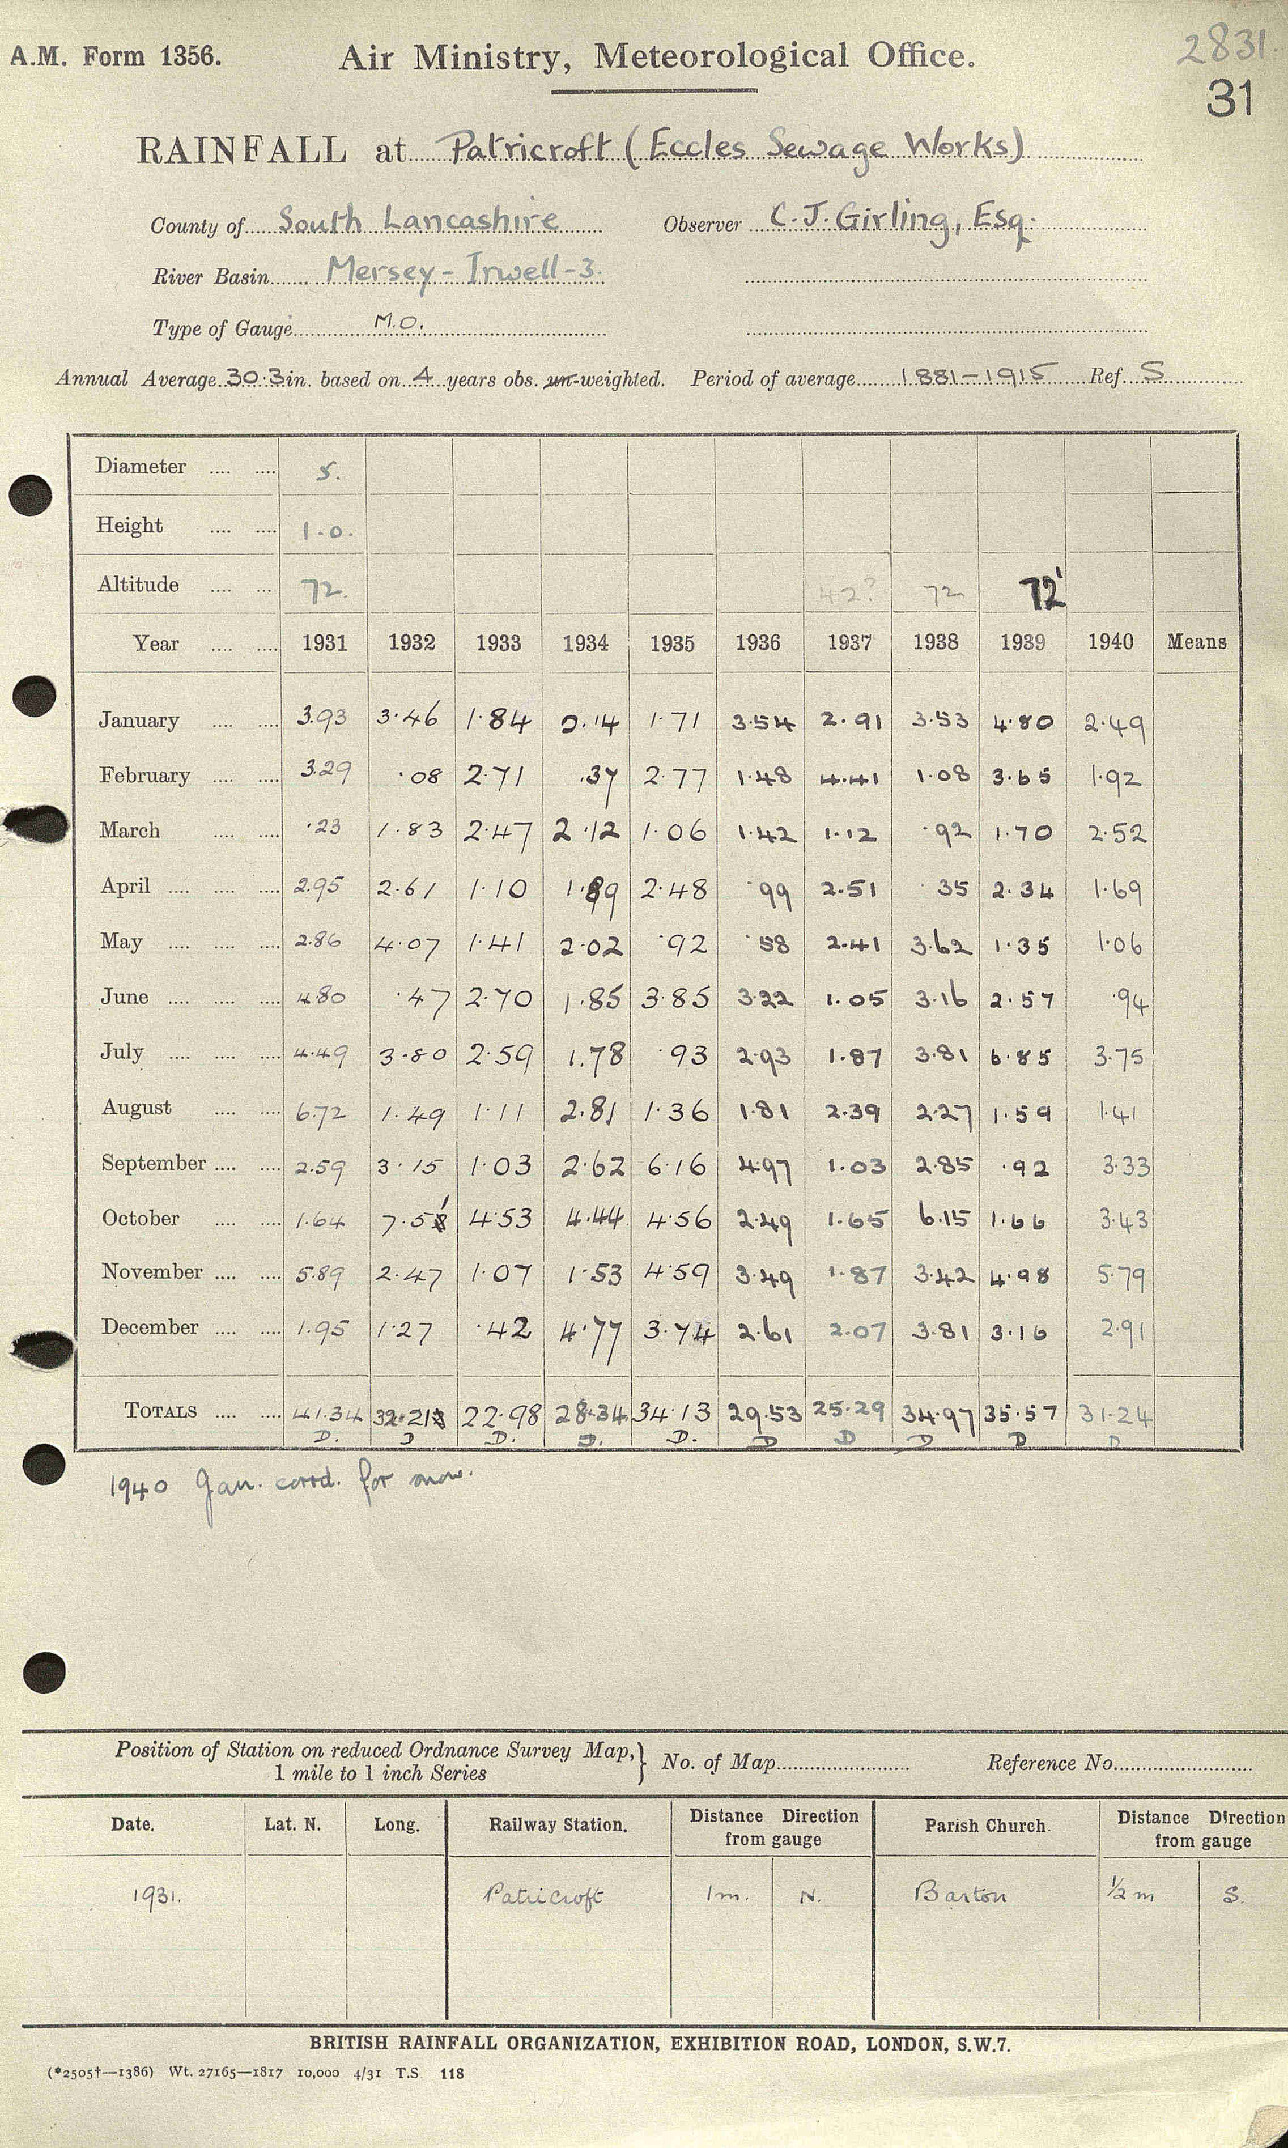 2831
31
A.M. Form 1356. Air Ministry, Meteorological Office.
RAINFALL at Patricroft (Eccles Sewage Works)
County of South Lancashire Observer C.J. Girling, Esq.
River Basin Mersey-Irwell-3.
Type of Gauge M.O.
Annual Average 30.3 in. based on 4 years obs. un-weighted. Period of average 1881-1915 Ref. S
Diameter 5.
Height 1.0.
Altitude 72. 42? 72 72'
Year 1931 1932 1933 1934 1935 1936 1937 1938 1939 1940 Means
January 3.93 3.46 1.84 2.14 1.71 3.54 2.91 3.53 4.80 2.49
February 3.29 .08 2.71 .37 2.77 1.48 4.41 1.08 3.65 1.92
March .23 1.83 2.47 2.12 1.06 1.42 1.12 .92 1.70 2.52
April 2.95 2.61 1.10 1.89 2.48 .99 2.51 .35 2.34 1.69
May 2.86 4.07 1.41 2.02 .92 .58 2.41 3.62 1.35 1.06
June 4.80 .47 2.70 1.85 3.85 3.22 1.05 3.16 2.57 .94
July 4.49 3.80 2.59 1.78 .93 2.93 1.87 3.81 6.85 3.75
August 6.72 1.49 1.11 2.81 1.36 1.81 2.39 2.27 1.59 1.41
September 2.59 3.15 1.03 2.62 6.16 4.97 1.03 2.85 .92 3.33
October 1.64 7.51 4.53 4.44 4.56 2.49 1.65 6.15 1.66 3.43
November 5.89 2.47 1.07 1.53 4.59 3.49 1.87 3.42 4.98 5.79
December 1.95 1.27 .42 4.77 3.74 2.61 2.07 3.81 3.16 2.91
TOTALS 41.34 32.21 22.98 28.34 34.13 29.53 25.29 34.97 35.57 31.24
D. D D. D. D. D D D D D
1940 Jan. corrd. for snow.
Position of Station on reduced Ordnance Survey Map, 1 mile to 1 inch Series } No. of Map Reference No.
Date. Lat. N. Long. Railway Station. Distance Direction from gauge Parish Church. Distance Direction from gauge
1931. Patricroft 1m. N. Barton ½ m S.
BRITISH RAINFALL ORGANIZATION, EXHIBITION ROAD, LONDON, S.W.7.
(*2505†—1386) Wt. 27165—1817 10,000 4/31 T.S. 118